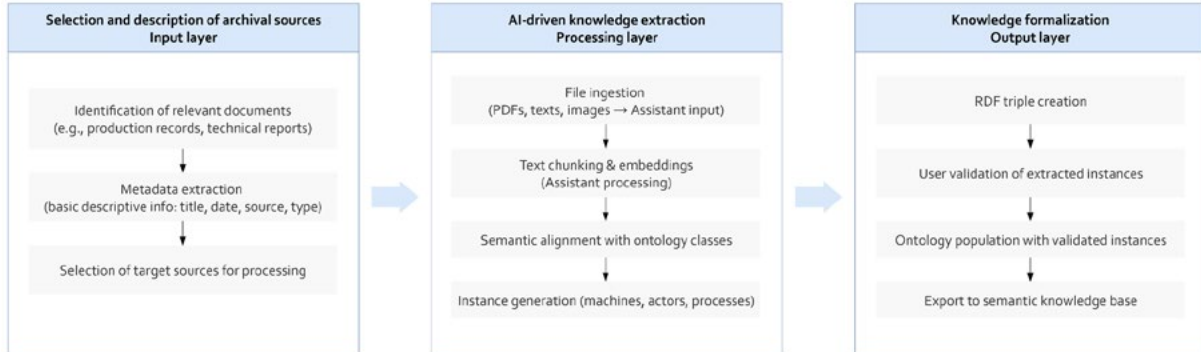 Selection and description of archival sources
Input layer
Identification of relevant documents
(e.g., production records, technical reports)
Metadata extraction
(basic descriptive info: title, date, source, type)
Selection of target sources for processing
AI-driven knowledge extraction
Processing layer
File ingestion
(PDFs, texts, images → Assistant input)
Text chunking & embeddings
(Assistant processing)
Semantic alignment with ontology classes
Instance generation (machines, actors, processes)
Knowledge formalization
Output layer
RDF triple creation
User validation of extracted instances
Ontology population with validated instances
Export to semantic knowledge base